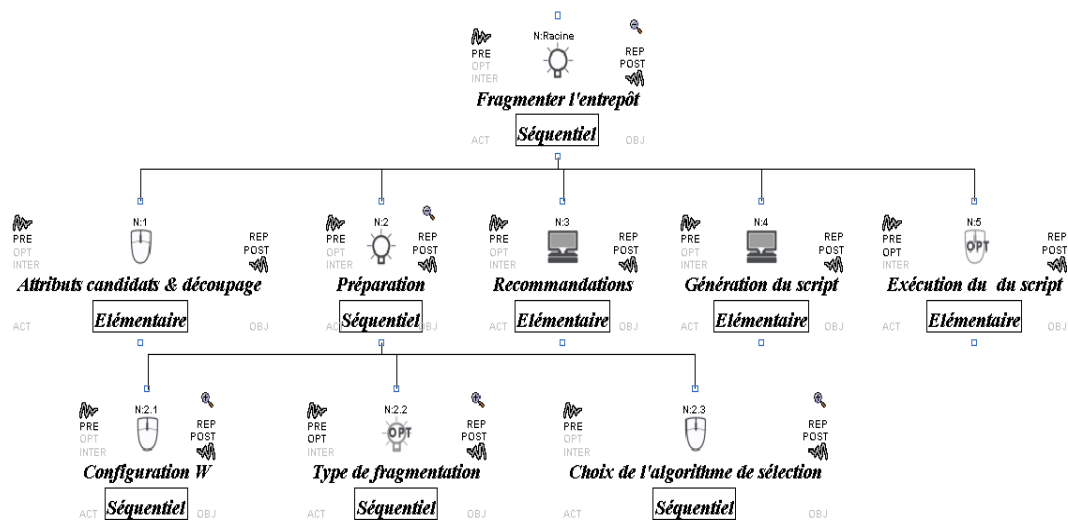 N:Racine
PRE
REP
OPT
POST
INTER
Fragmenter l'entrepôt
ACT
Séquentiel
OBJ
N:1
PRE
REP
OPT
POST
INTER
Attributs candidats & découpage
Elémentaire
ACT
OBJ
N:2
PRE
REP
OPT
POST
INTER
Préparation
Séquentiel
ACT
OBJ
N:3
PRE
REP
OPT
POST
INTER
Recommandations
Elémentaire
ACT
OBJ
N:4
PRE
REP
OPT
POST
INTER
Génération du script
Elémentaire
ACT
OBJ
N:5
PRE
OPT
REP
OPT
POST
INTER
Exécution du du script
Elémentaire
ACT
OBJ
N:2.1
PRE
REP
OPT
POST
INTER
Configuration W
Séquentiel
ACT
OBJ
N:2.2
PRE
OPT
REP
OPT
POST
INTER
Type de fragmentation
Séquentiel
ACT
OBJ
N:2.3
PRE
REP
OPT
POST
INTER
Choix de l'algorithme de sélection
Séquentiel
ACT
OBJ